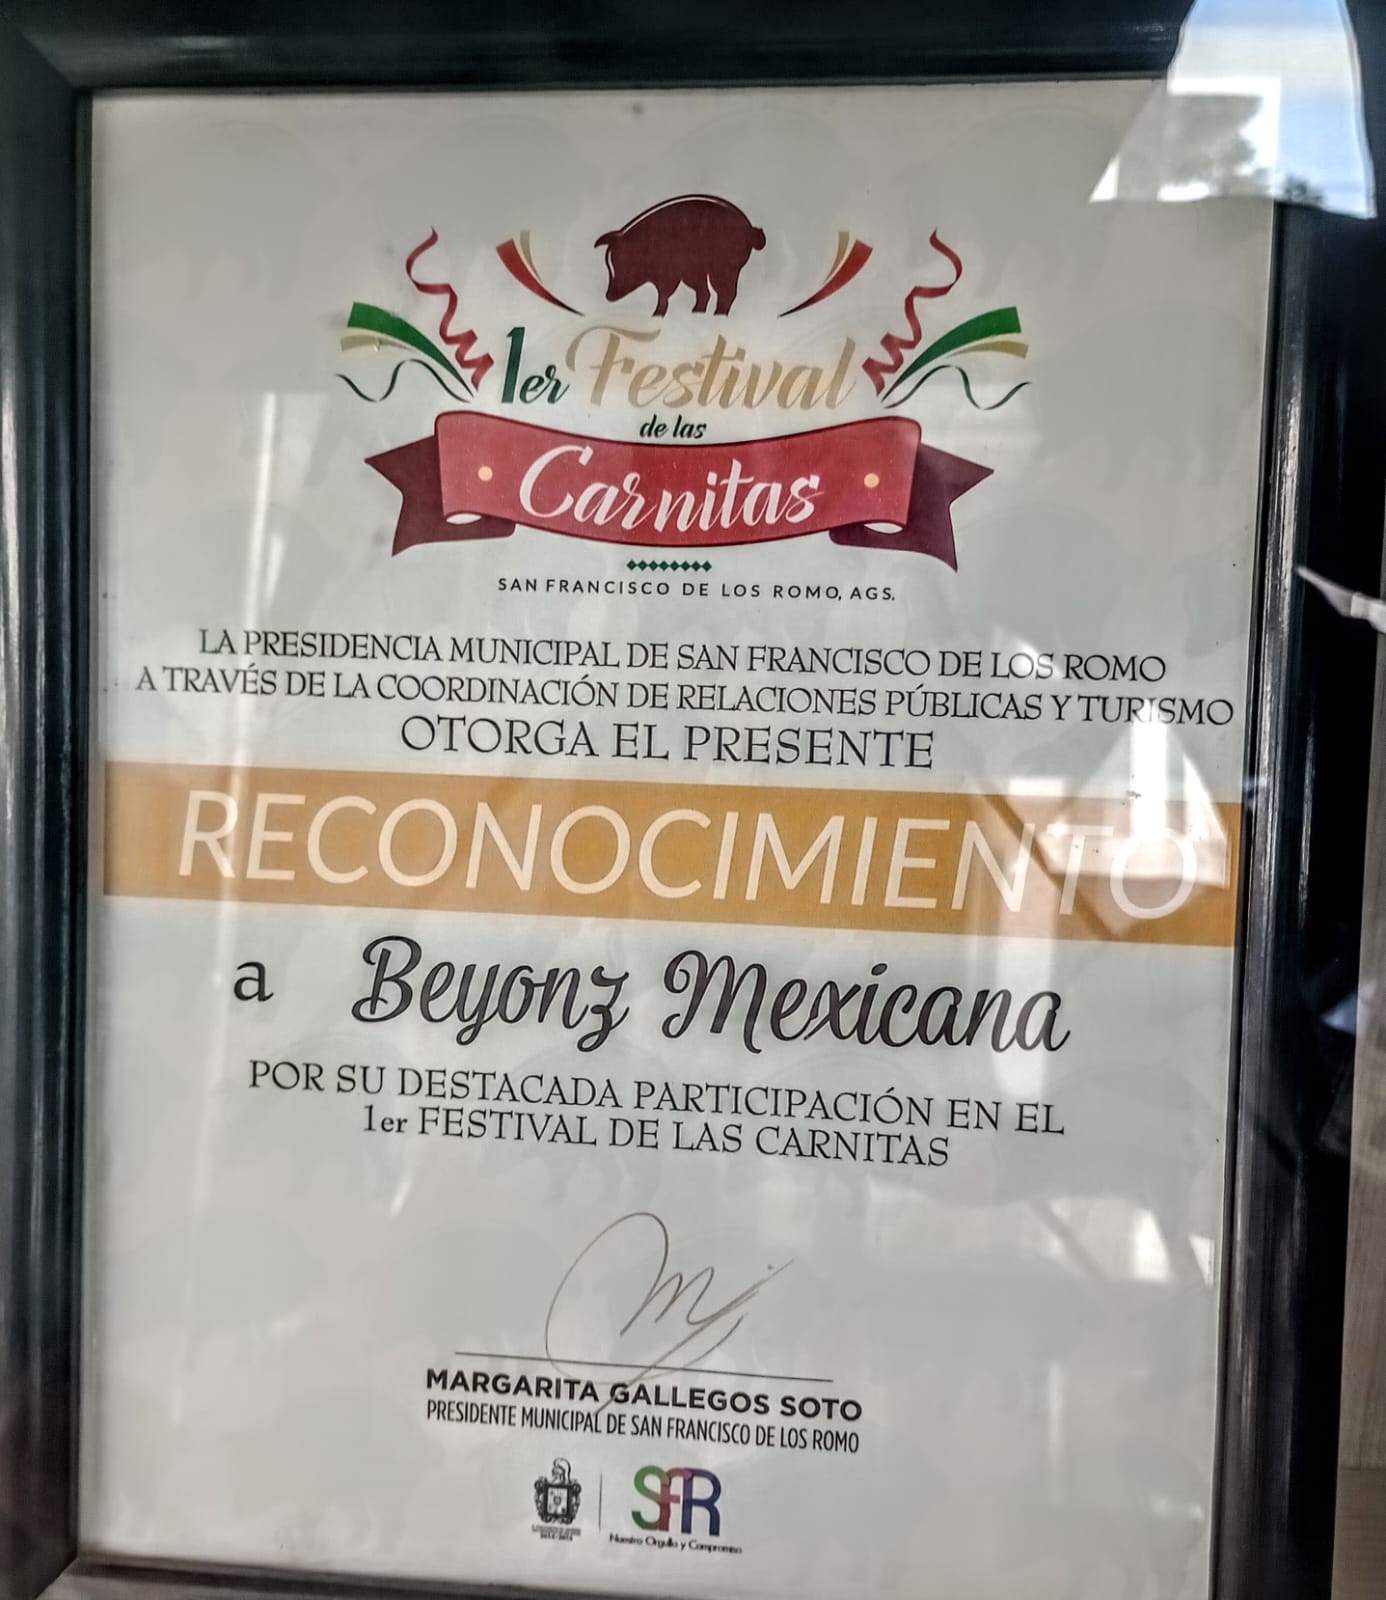 1er Festival
de las
Carnitas
SAN FRANCISCO DE LOS ROMO, AGS.
LA PRESIDENCIA MUNICIPAL DE SAN FRANCISCO DE LOS ROMO
A TRAVÉS DE LA COORDINACIÓN DE RELACIONES PÚBLICAS Y TURISMO
OTORGA EL PRESENTE
RECONOCIMIENTO
a Beyonz Mexicana
POR SU DESTACADA PARTICIPACIÓN EN EL
1er FESTIVAL DE LAS CARNITAS
MARGARITA GALLEGOS SOTO
PRESIDENTE MUNICIPAL DE SAN FRANCISCO DE LOS ROMO
SFR
Nuestro Orgullo y Compromiso